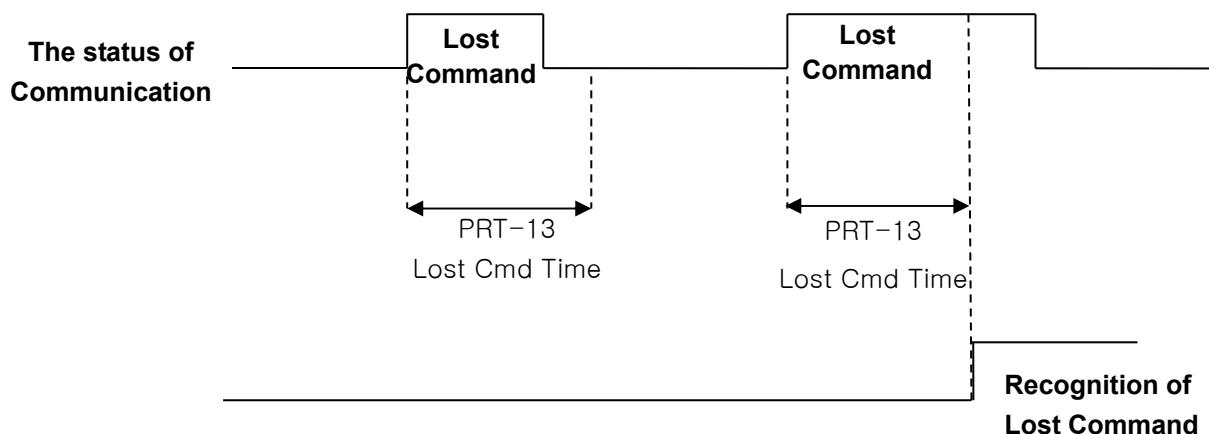 The status of
Communication
Lost
Command
Lost
Command
PRT-13
Lost Cmd Time
PRT-13
Lost Cmd Time
Recognition of
Lost Command